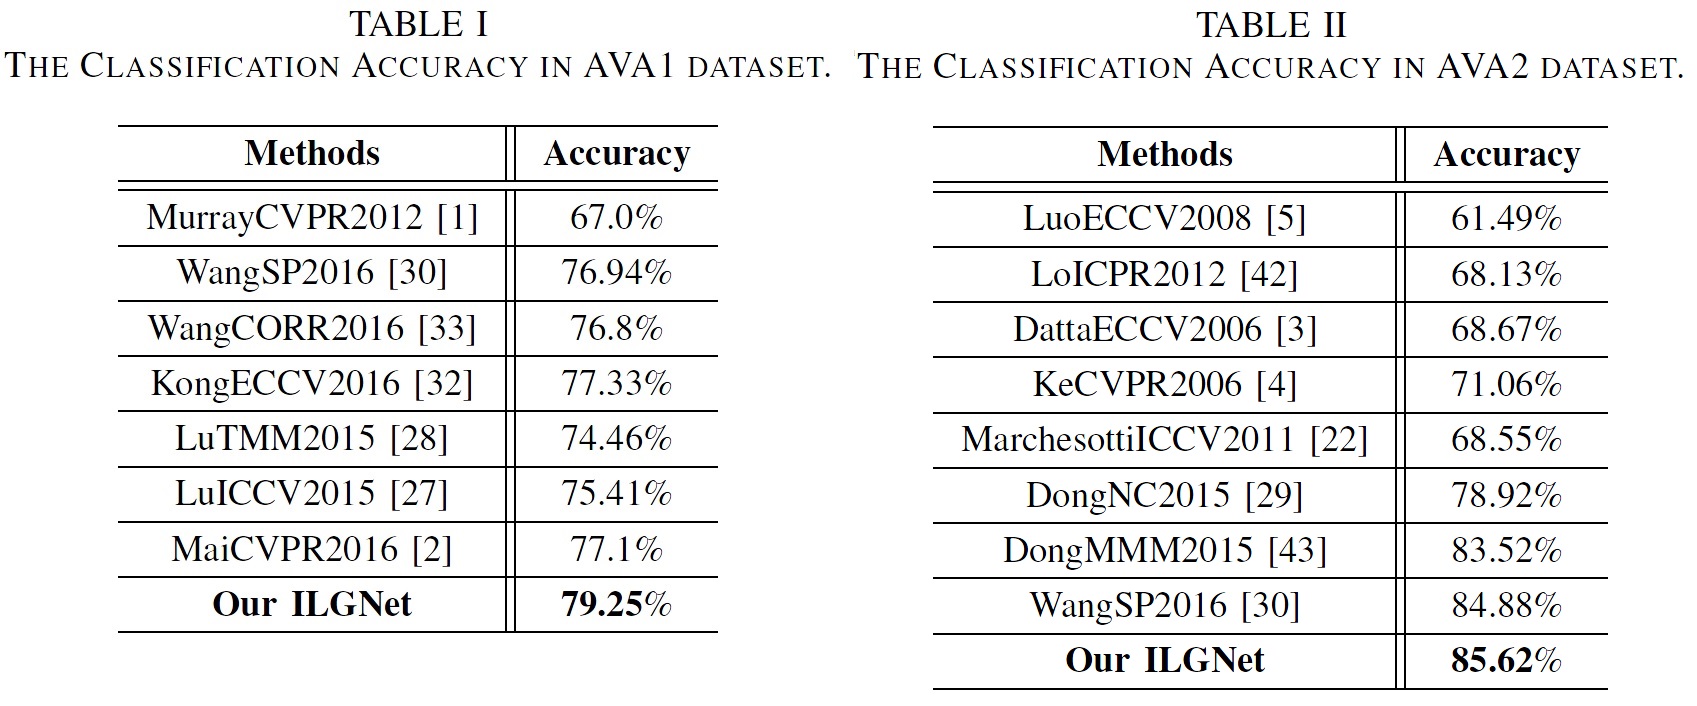 TABLE I
THE CLASSIFICATION ACCURACY IN AVA1 DATASET.
Methods Accuracy
MurrayCVPR2012 [1] 67.0%
WangSP2016 [30] 76.94%
WangCORR2016 [33] 76.8%
KongECCV2016 [32] 77.33%
LuTMM2015 [28] 74.46%
LuICCV2015 [27] 75.41%
MaiCVPR2016 [2] 77.1%
Our ILGNet 79.25%
TABLE II
THE CLASSIFICATION ACCURACY IN AVA2 DATASET.
Methods Accuracy
LuoECCV2008 [5] 61.49%
LoICPR2012 [42] 68.13%
DattaECCV2006 [3] 68.67%
KeCVPR2006 [4] 71.06%
MarchesottiICCV2011 [22] 68.55%
DongNC2015 [29] 78.92%
DongMMM2015 [43] 83.52%
WangSP2016 [30] 84.88%
Our ILGNet 85.62%